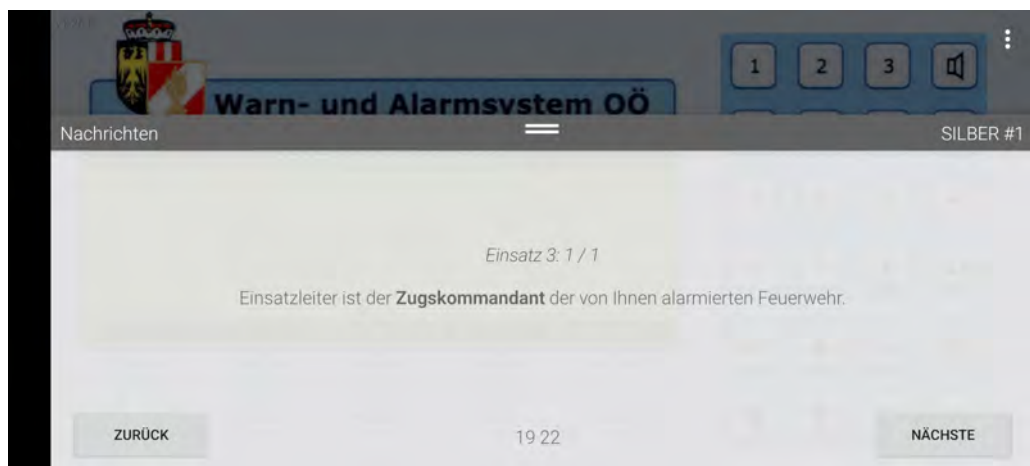 Warn- und Alarmsystem OÖ
1 2 3
Nachrichten
SILBER #1
Einsatz 3: 1 / 1
Einsatzleiter ist der Zugskommandant der von Ihnen alarmierten Feuerwehr.
ZURÜCK
19 22
NÄCHSTE